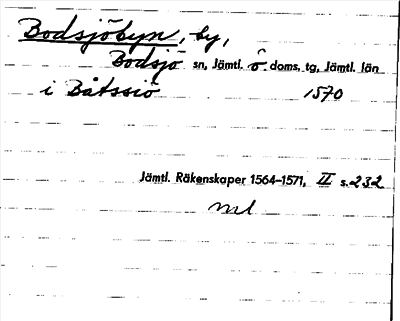 Bodsjöbyn, by,
Bodsjö sn, Jämtl. ö. doms. tg, Jämtl. län
i Båtssiö 1570
Jämtl. Räkenskaper 1564-1571, II s. 232